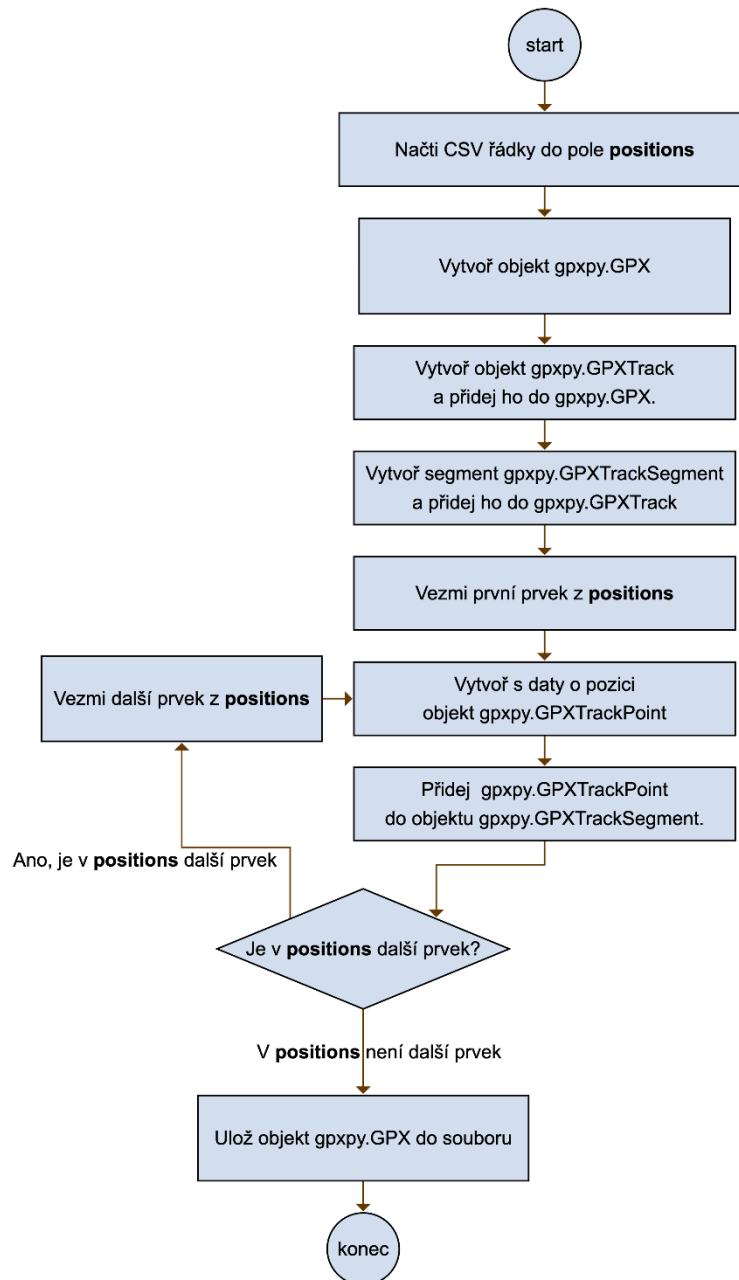 start
Načti CSV řádky do pole positions
Vytvoř objekt gpxpy.GPX
Vytvoř objekt gpxpy.GPXTrack
a přidej ho do gpxpy.GPX.
Vytvoř segment gpxpy.GPXTrackSegment
a přidej ho do gpxpy.GPXTrack
Vezmi první prvek z positions
Vezmi další prvek z positions
Vytvoř s daty o pozici
objekt gpxpy.GPXTrackPoint
Přidej gpxpy.GPXTrackPoint
do objektu gpxpy.GPXTrackSegment.
Ano, je v positions další prvek
Je v positions další prvek?
V positions není další prvek
Ulož objekt gpxpy.GPX do souboru
konec